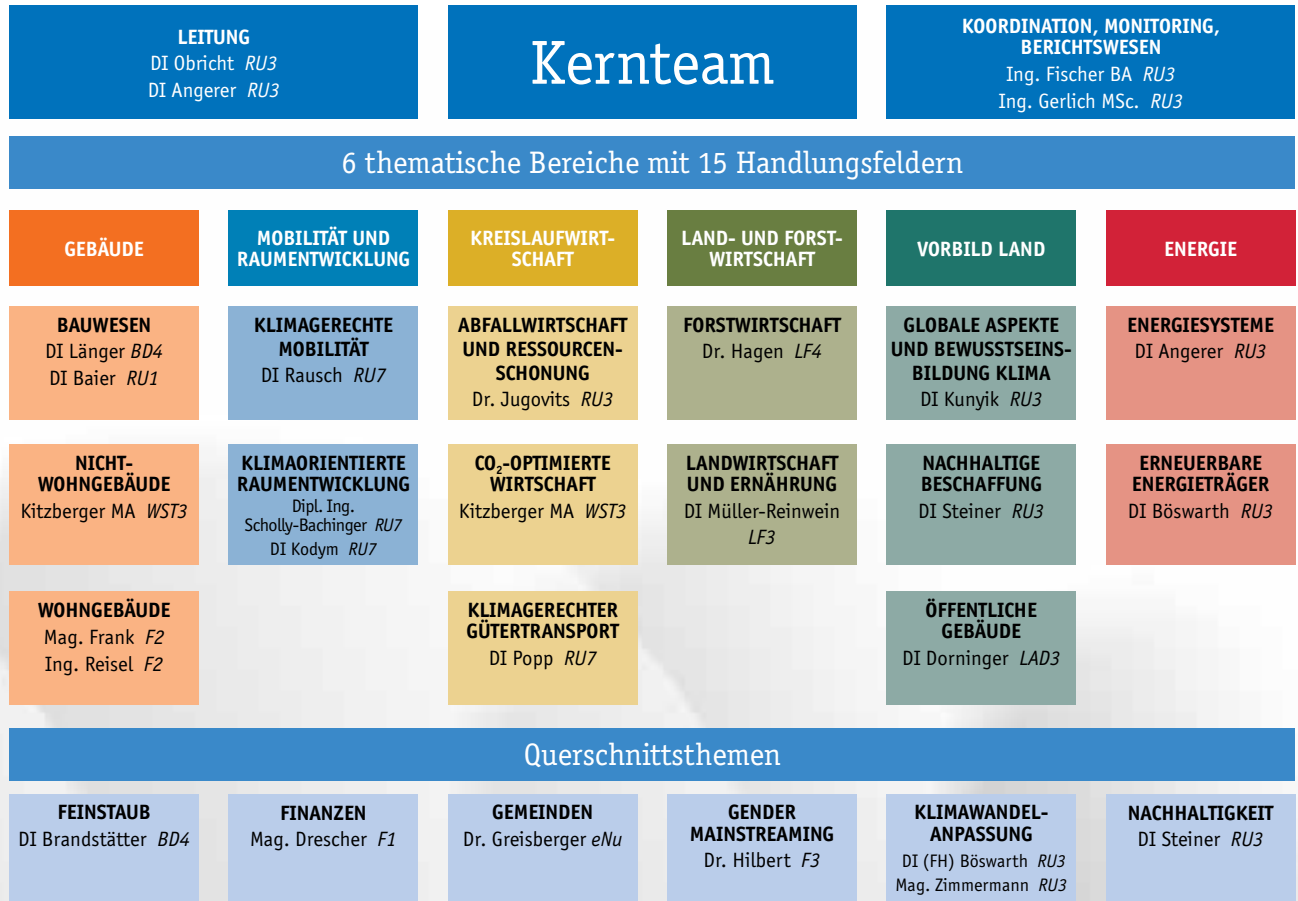 LEITUNG
DI Obricht RU3
DI Angerer RU3
Kernteam
KOORDINATION, MONITORING,
BERICHTSWESEN
Ing. Fischer BA RU3
Ing. Gerlich MSc. RU3
6 thematische Bereiche mit 15 Handlungsfeldern
GEBÄUDE
MOBILITÄT UND
RAUMENTWICKLUNG
KREISLAUFWIRT-
SCHAFT
LAND- UND FORST-
WIRTSCHAFT
VORBILD LAND
ENERGIE
BAUWESEN
DI Länger BD4
DI Baier RU1
KLIMAGERECHTE
MOBILITÄT
DI Rausch RU7
ABFALLWIRTSCHAFT
UND RESSOURCEN-
SCHONUNG
Dr. Jugovits RU3
FORSTWIRTSCHAFT
Dr. Hagen LF4
GLOBALE ASPEKTE
UND BEWUSSTSEINS-
BILDUNG KLIMA
DI Kunyik RU3
ENERGIESYSTEME
DI Angerer RU3
NICHT-
WOHNGEBÄUDE
Kitzberger MA WST3
KLIMAORIENTIERTE
RAUMENTWICKLUNG
Dipl. Ing.
Scholly-Bachinger RU7
DI Kodym RU7
CO₂-OPTIMIERTE
WIRTSCHAFT
Kitzberger MA WST3
LANDWIRTSCHAFT
UND ERNÄHRUNG
DI Müller-Reinwein
LF3
NACHHALTIGE
BESCHAFFUNG
DI Steiner RU3
ERNEUERBARE
ENERGIETRÄGER
DI Böswarth RU3
WOHNGEBÄUDE
Mag. Frank F2
Ing. Reisel F2
KLIMAGERECHTER
GÜTERTRANSPORT
DI Popp RU7
ÖFFENTLICHE
GEBÄUDE
DI Dorninger LAD3
Querschnittsthemen
FEINSTAUB
DI Brandstätter BD4
FINANZEN
Mag. Drescher F1
GEMEINDEN
Dr. Greisberger eNu
GENDER
MAINSTREAMING
Dr. Hilbert F3
KLIMAWANDEL-
ANPASSUNG
DI (FH) Böswarth RU3
Mag. Zimmermann RU3
NACHHALTIGKEIT
DI Steiner RU3